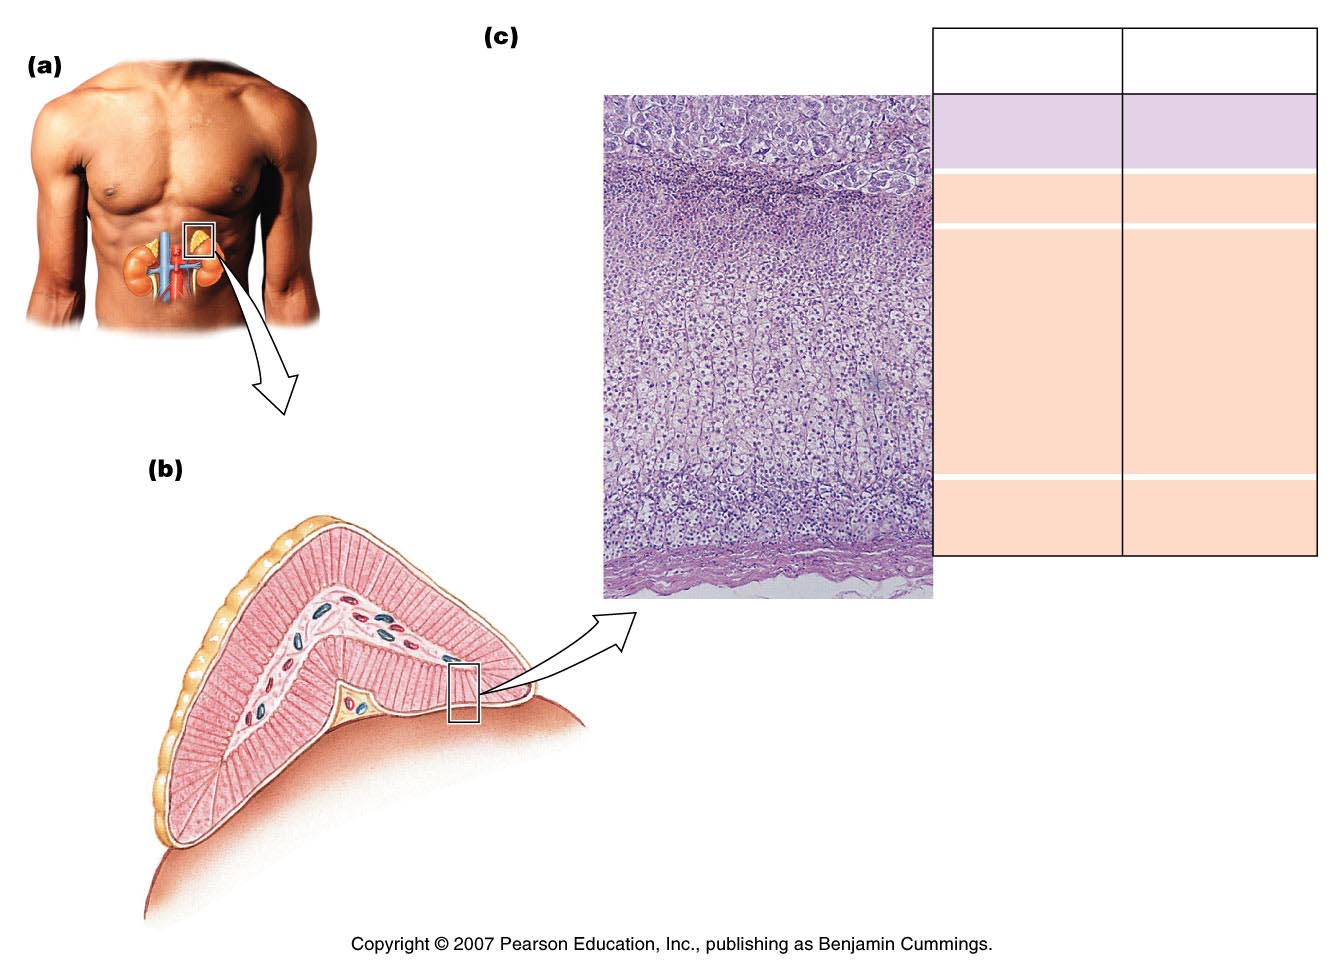 (a)
(c)
(b)
Copyright © 2007 Pearson Education, Inc., publishing as Benjamin Cummings.